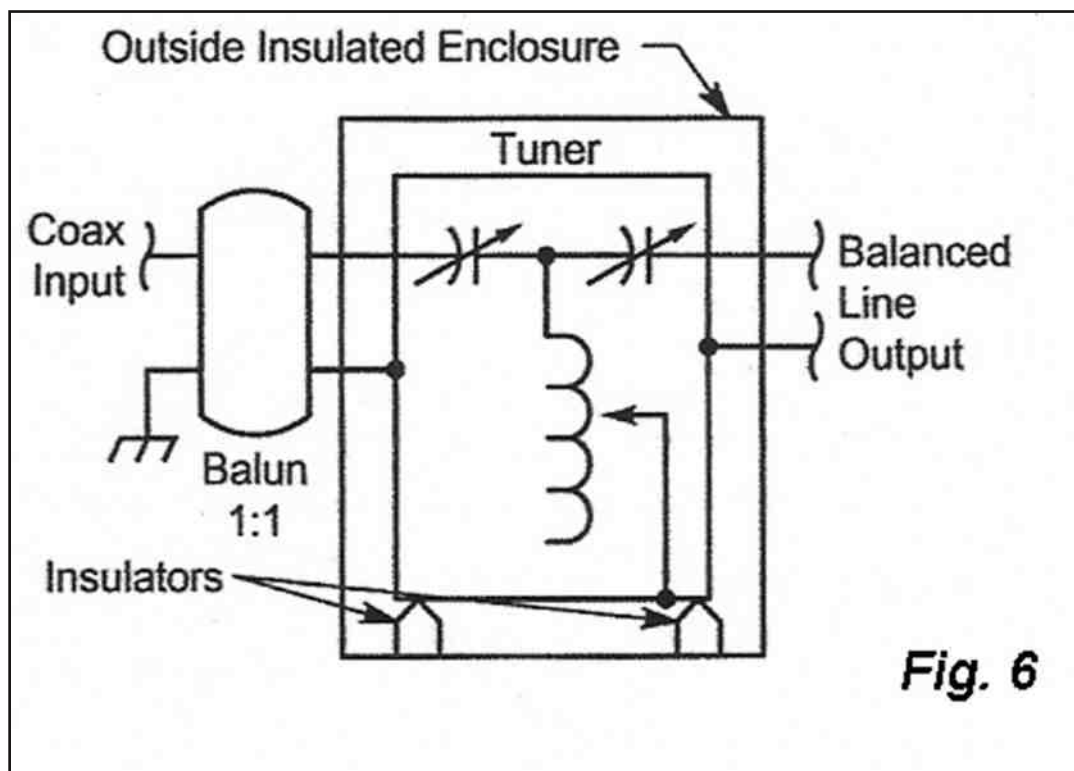 Outside Insulated Enclosure
Tuner
Coax
Input
Balanced
Line
Output
Balun
1:1
Insulators
Fig. 6